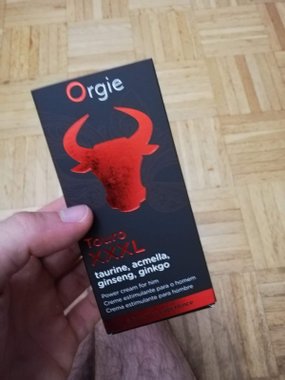 Orgie
Touro
XXXL
taurine, acmella,
ginseng, ginkgo
Power cream for him
Creme estimulante para o homem
Crema estimulante para hombre